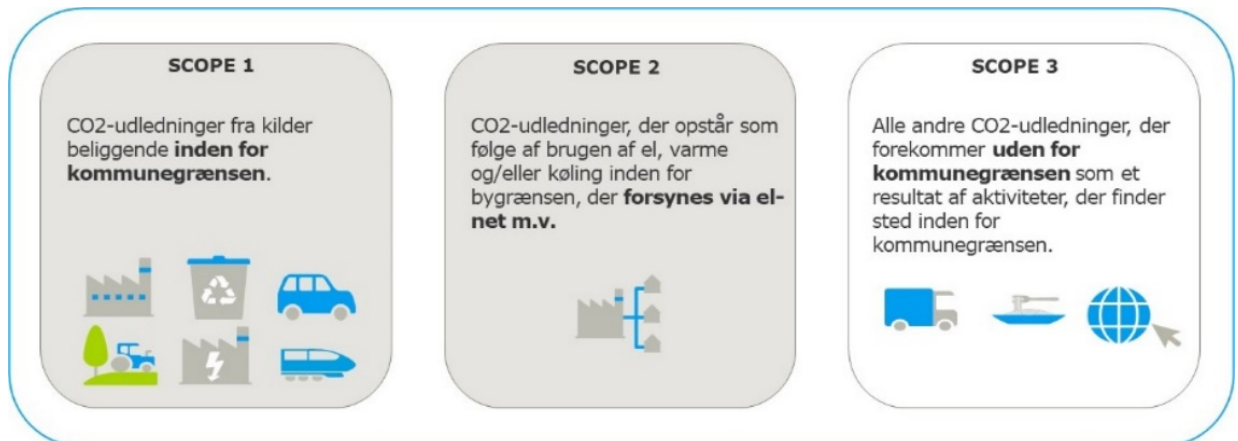 SCOPE 1
CO2-udledninger fra kilder
beliggende inden for
kommunegrænsen.
SCOPE 2
CO2-udledninger, der opstår som
følge af brugen af el, varme
og/eller køling inden for
bygrænsen, der forsynes via el-
net m.v.
SCOPE 3
Alle andre CO2-udledninger, der
forekommer uden for
kommunegrænsen som et
resultat af aktiviteter, der finder
sted inden for
kommunegrænsen.